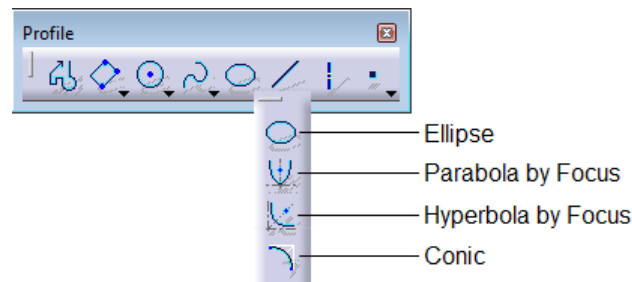 Profile
Ellipse
Parabola by Focus
Hyperbola by Focus
Conic